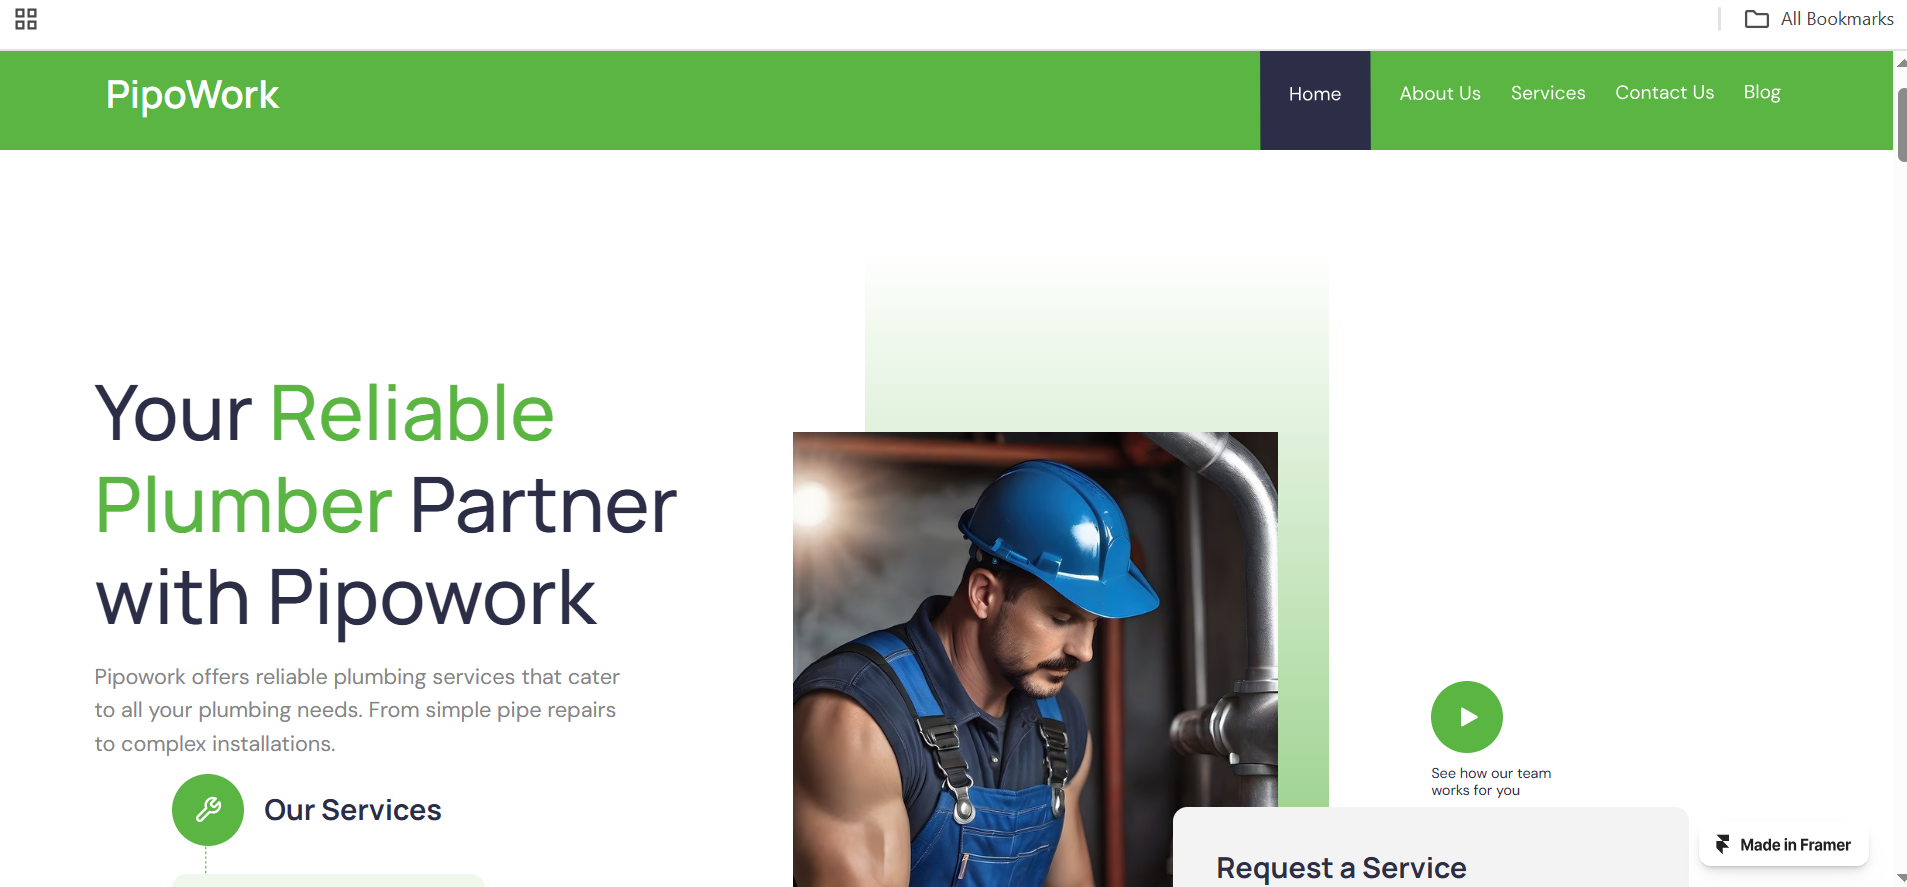 All Bookmarks
PipoWork
Home
About Us
Services
Contact Us
Blog
Your Reliable
Plumber Partner
with Pipowork
Pipowork offers reliable plumbing services that cater
to all your plumbing needs. From simple pipe repairs
to complex installations.
Our Services
See how our team
works for you
Request a Service
Made in Framer